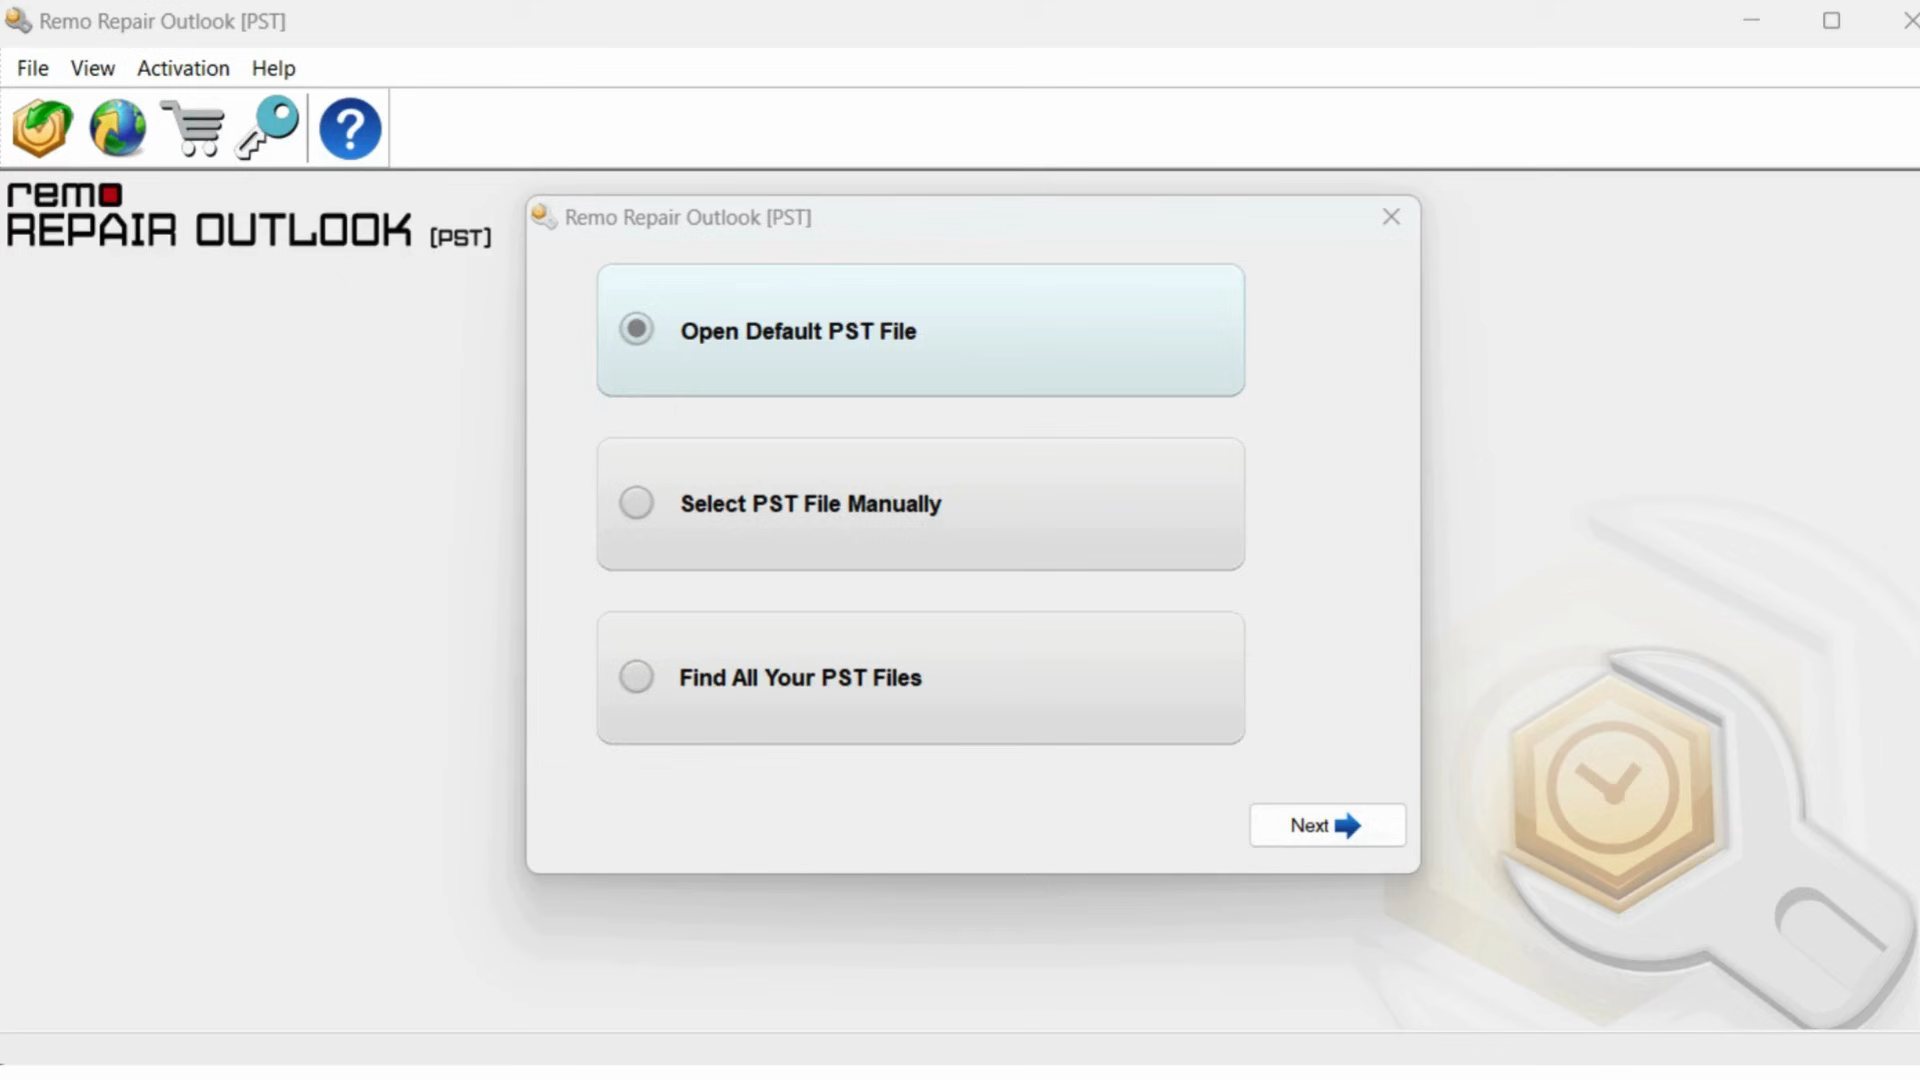 Remo Repair Outlook [PST]
File View Activation Help
?
remo
REPAIR OUTLOOK [PST]
Remo Repair Outlook [PST]
Open Default PST File
Select PST File Manually
Find All Your PST Files
Next